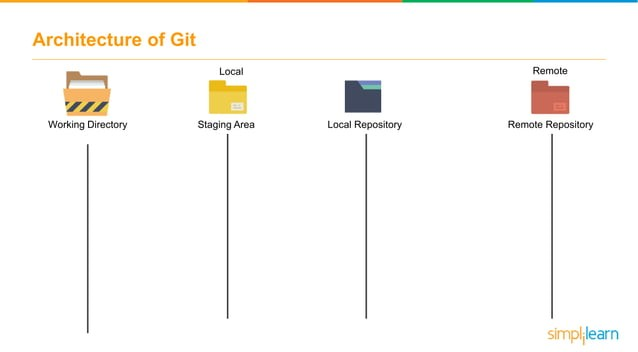 Architecture of Git
Local
Remote
Working Directory
Staging Area
Local Repository
Remote Repository
simplilearn